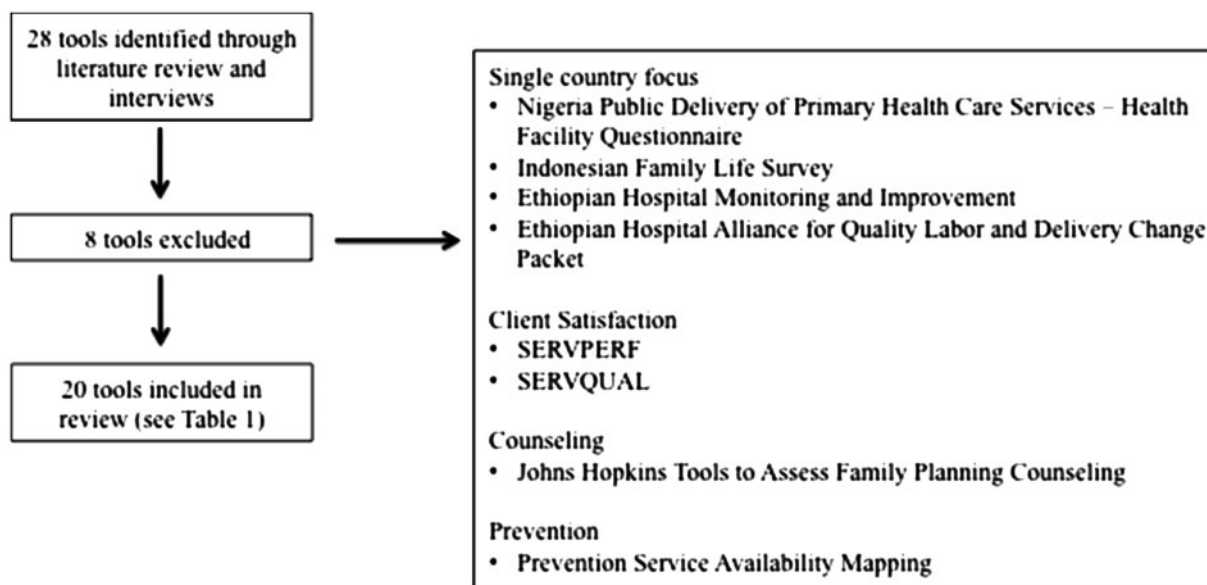 28 tools identified through
literature review and
interviews
8 tools excluded
20 tools included in
review (see Table 1)
Single country focus
• Nigeria Public Delivery of Primary Health Care Services – Health
Facility Questionnaire
• Indonesian Family Life Survey
• Ethiopian Hospital Monitoring and Improvement
• Ethiopian Hospital Alliance for Quality Labor and Delivery Change
Packet
Client Satisfaction
• SERVPERF
• SERVQUAL
Counseling
• Johns Hopkins Tools to Assess Family Planning Counseling
Prevention
• Prevention Service Availability Mapping